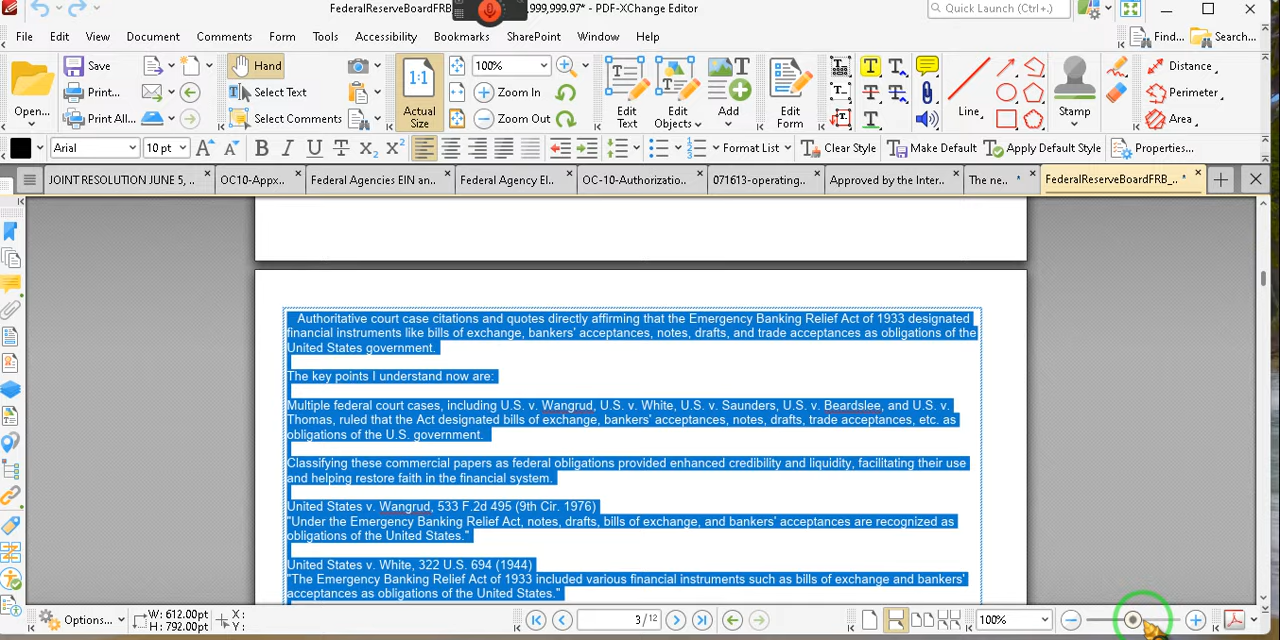 FederalReserveBoardFRB
,999,999.97* - PDF-XChange Editor
Quick Launch (Ctrl+.)
File Edit View Document Comments Form Tools Accessibility Bookmarks SharePoint Window Help
Find... Search...
Open...
Save
Print...
Print All...
Hand
Select Text
Select Comments
1:1
Actual
Size
100%
Zoom In
Zoom Out
Edit
Text
Edit
Objects
Add
Edit
Form
Line
Stamp
Distance
Perimeter
Area
Arial 10 pt Format List Clear Style Make Default Apply Default Style Properties...
JOINT RESOLUTION JUNE 5, .. OC10-Appx.. Federal Agencies EIN an.. Federal Agency El.. OC-10-Authorizatio.. 071613-operating.. Approved by the Inter.. The ne.. * FederalReserveBoardFRB_.. *
Authoritative court case citations and quotes directly affirming that the Emergency Banking Relief Act of 1933 designated
financial instruments like bills of exchange, bankers' acceptances, notes, drafts, and trade acceptances as obligations of the
United States government.
The key points I understand now are:
Multiple federal court cases, including U.S. v. Wangrud, U.S. v. White, U.S. v. Saunders, U.S. v. Beardslee, and U.S. v.
Thomas, ruled that the Act designated bills of exchange, bankers' acceptances, notes, drafts, trade acceptances, etc. as
obligations of the U.S. government.
Classifying these commercial papers as federal obligations provided enhanced credibility and liquidity, facilitating their use
and helping restore faith in the financial system.
United States v. Wangrud, 533 F.2d 495 (9th Cir. 1976)
"Under the Emergency Banking Relief Act, notes, drafts, bills of exchange, and bankers' acceptances are recognized as
obligations of the United States."
United States v. White, 322 U.S. 694 (1944)
"The Emergency Banking Relief Act of 1933 included various financial instruments such as bills of exchange and bankers'
acceptances as obligations of the United States."
Options... W: 612.00pt X:
H: 792.00pt Y:
3 / 12
100%